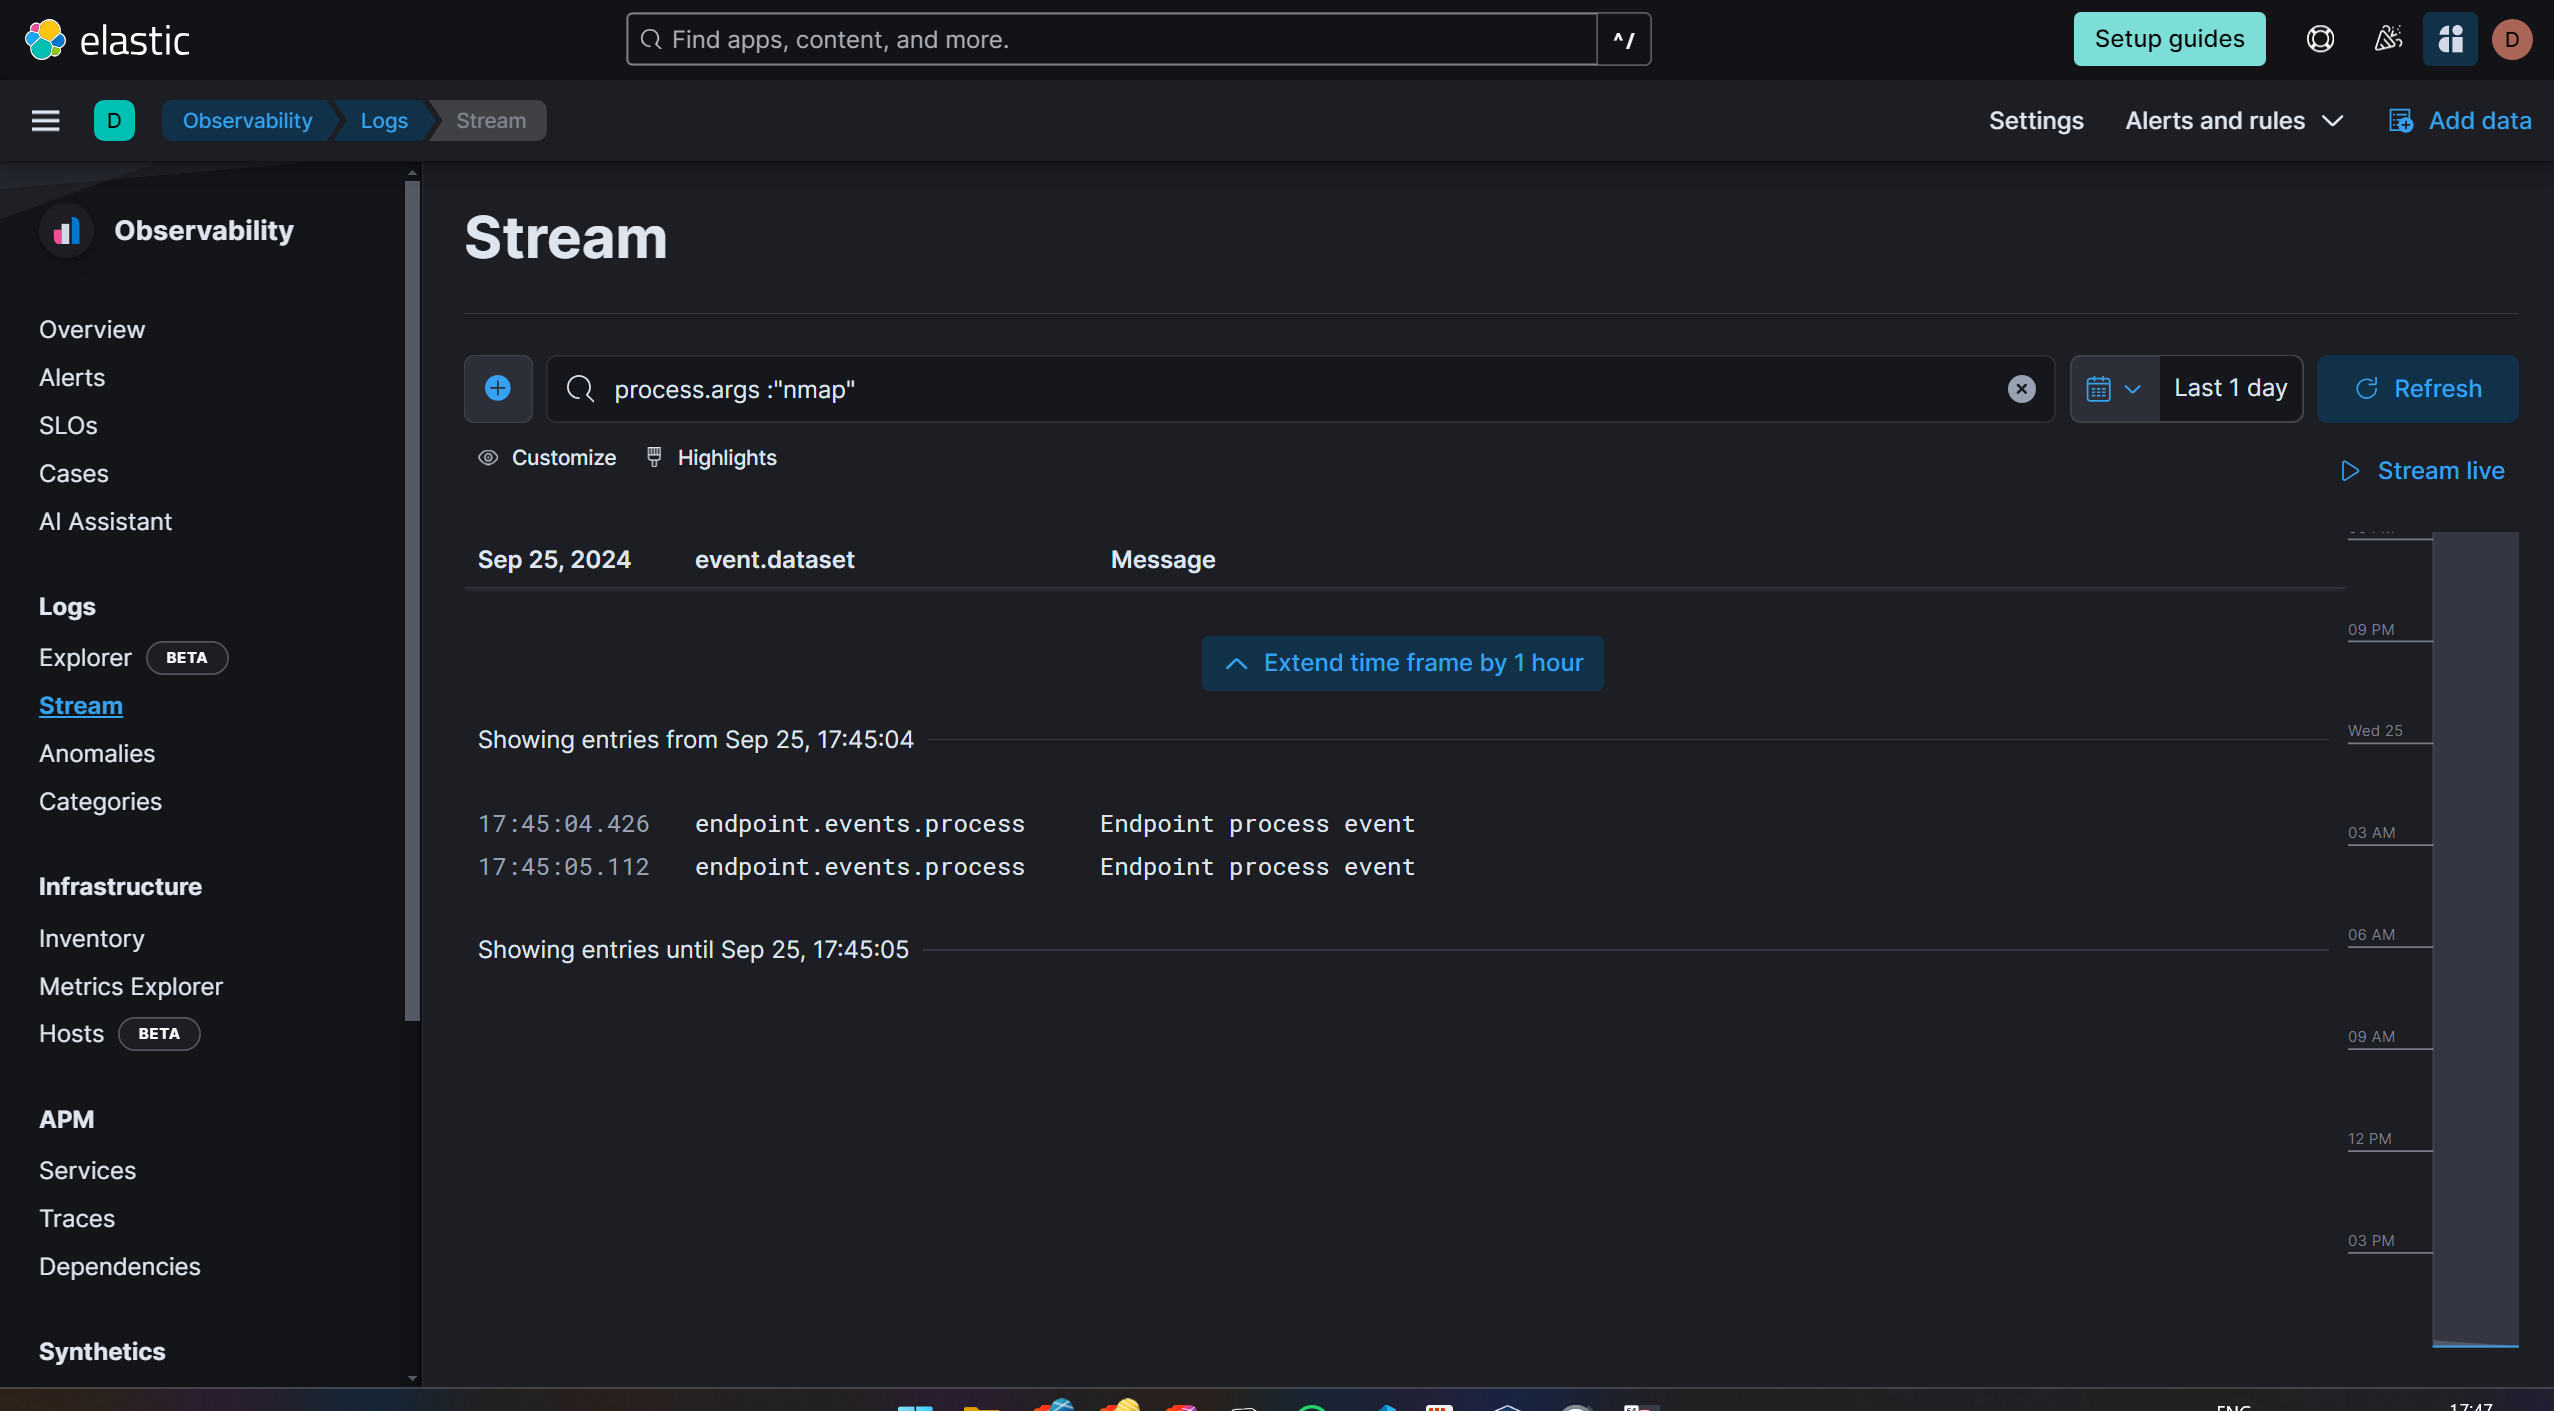 elastic
Find apps, content, and more.
^/
Setup guides
D
D
Observability
Logs
Stream
Settings
Alerts and rules
Add data
Observability
Overview
Alerts
SLOs
Cases
AI Assistant
Logs
Explorer BETA
Stream
Anomalies
Categories
Infrastructure
Inventory
Metrics Explorer
Hosts BETA
APM
Services
Traces
Dependencies
Synthetics
Stream
process.args :"nmap"
Last 1 day
Refresh
Customize
Highlights
Stream live
Sep 25, 2024 event.dataset Message
Extend time frame by 1 hour
Showing entries from Sep 25, 17:45:04
17:45:04.426 endpoint.events.process Endpoint process event
17:45:05.112 endpoint.events.process Endpoint process event
Showing entries until Sep 25, 17:45:05
09 PM
Wed 25
03 AM
06 AM
09 AM
12 PM
03 PM
ENG
17:47